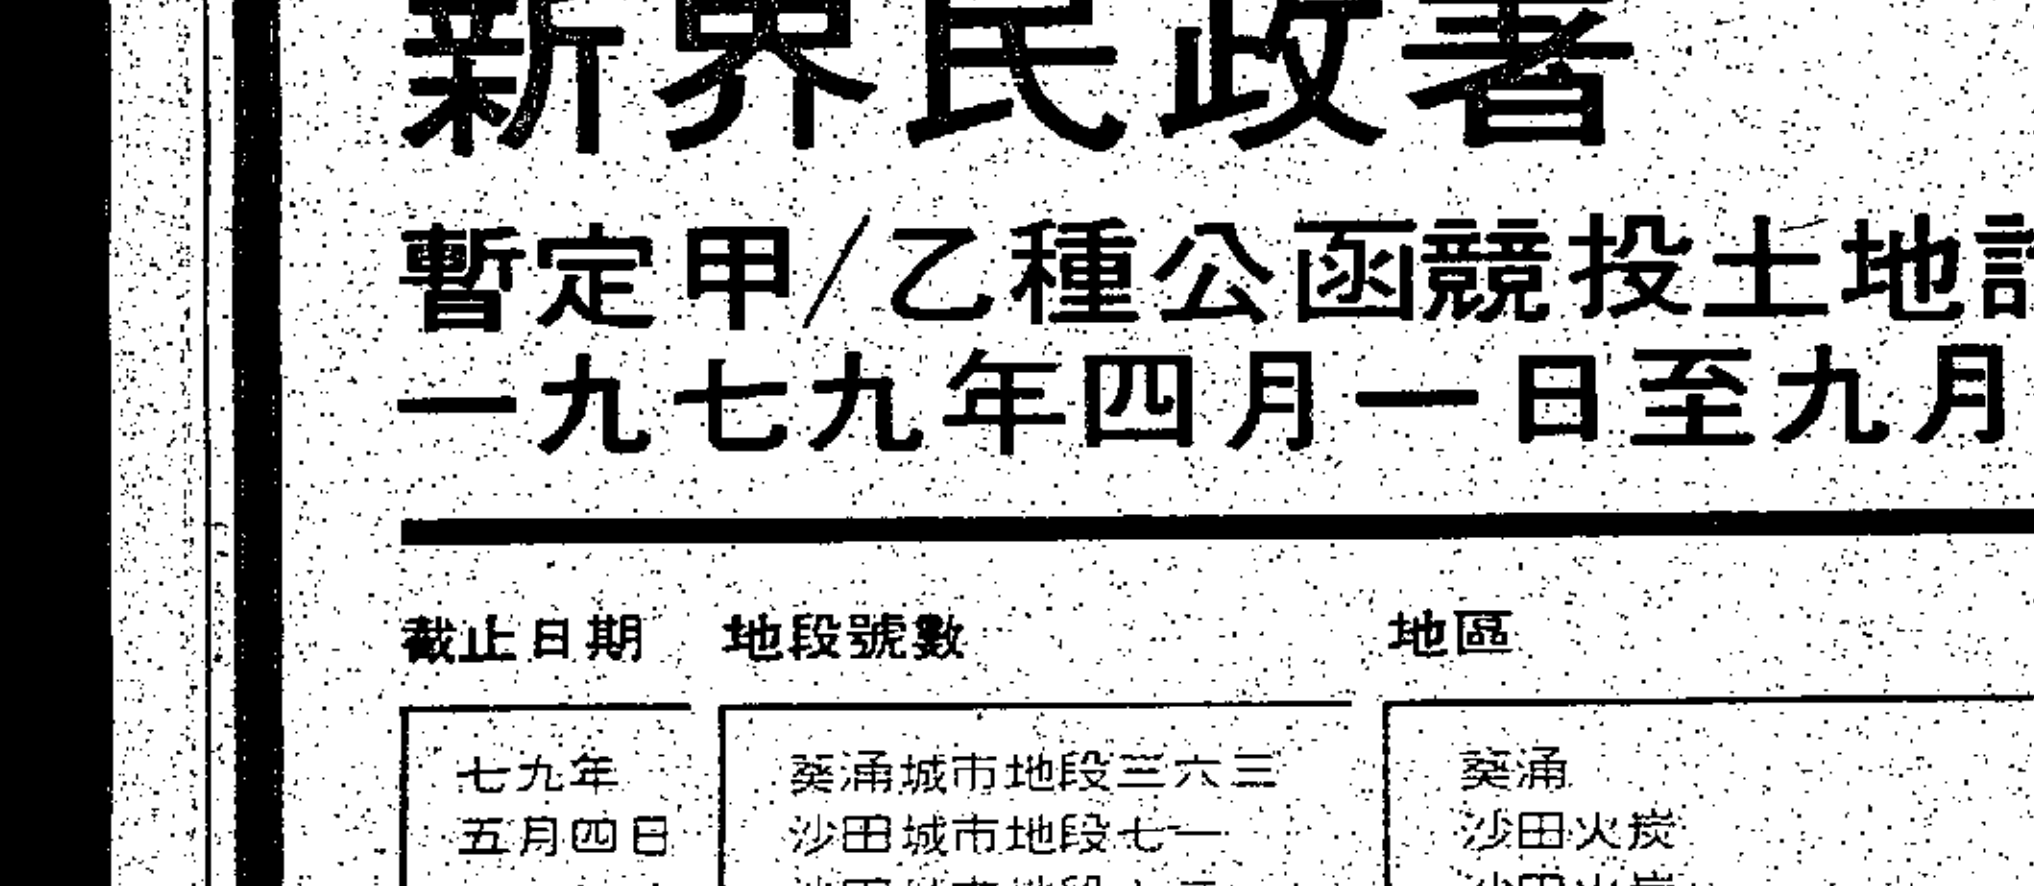 新界民政署
暫定甲/乙種公函競投土地計
一九七九年四月一日至九月
截止日期 地段號數 地區
七九年 葵涌城市地段三六三 葵涌
五月四日 沙田城市地段七一 沙田火炭